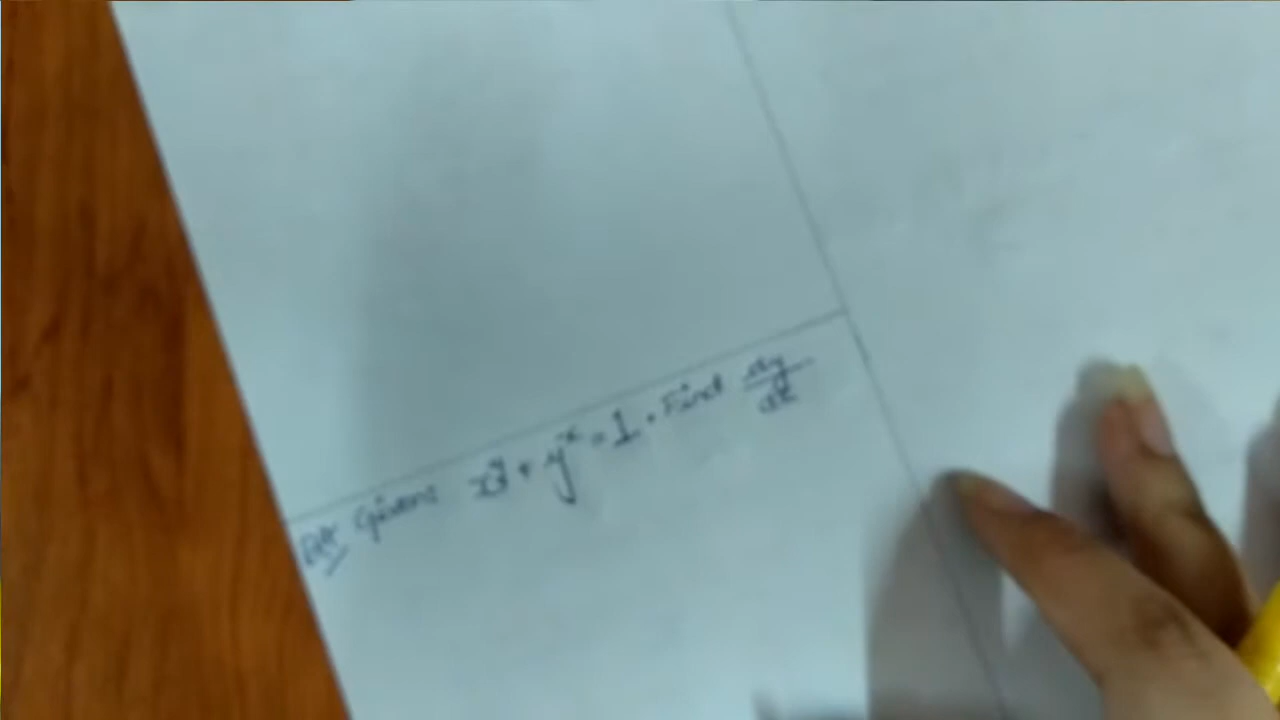 Given x^y + y^x = 1. Find dy/dx